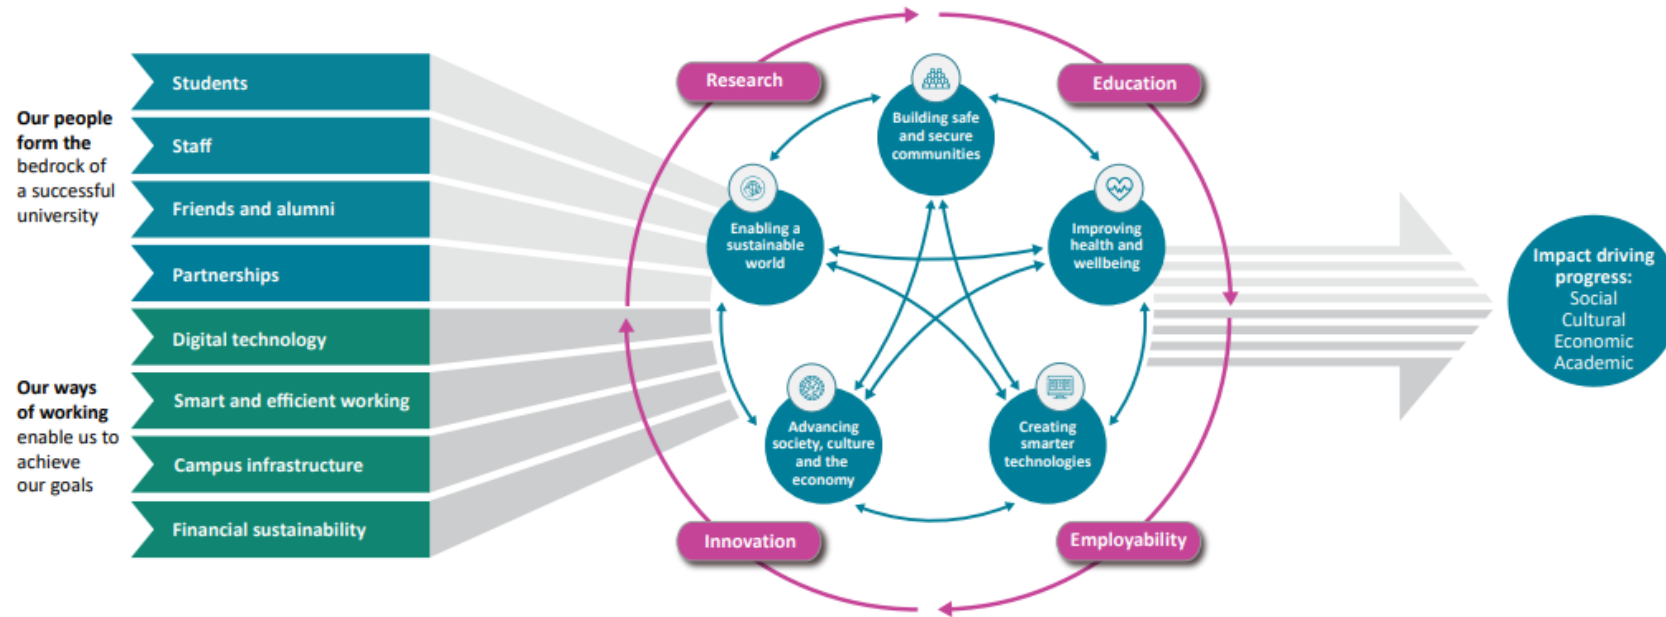 Our people
form the
bedrock of
a successful
university
Students
Staff
Friends and alumni
Partnerships
Our ways
of working
enable us to
achieve
our goals
Digital technology
Smart and efficient working
Campus infrastructure
Financial sustainability
Research
Education
Innovation
Employability
Building safe
and secure
communities
Enabling a
sustainable
world
Improving
health and
wellbeing
Advancing
society, culture
and the
economy
Creating
smarter
technologies
Impact driving
progress:
Social
Cultural
Economic
Academic